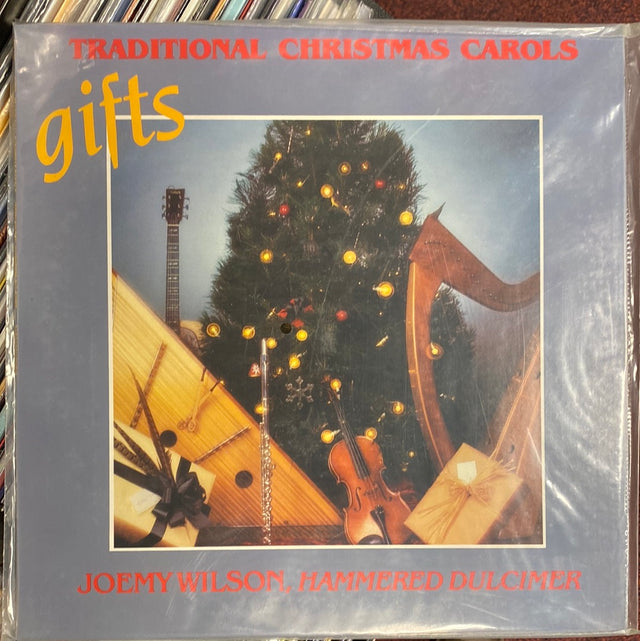 TRADITIONAL CHRISTMAS CAROLS
gifts
JOEMY WILSON, HAMMERED DULCIMER